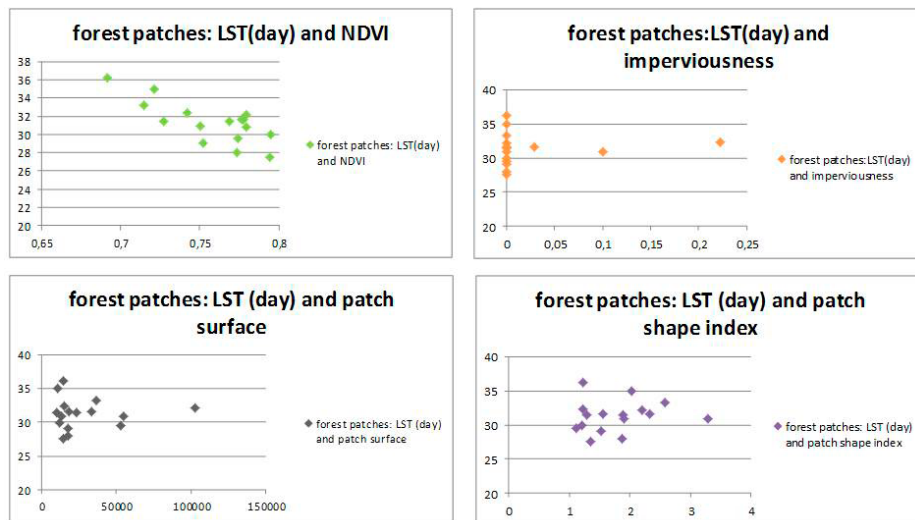 forest patches: LST(day) and NDVI
38
36
34
32
30
28
26
24
22
20
0,65
0,7
0,75
0,8
forest patches: LST(day)
and NDVI
forest patches:LST(day) and
imperviousness
40
35
30
25
20
0
0,05
0,1
0,15
0,2
0,25
forest patches:LST(day)
and imperviousness
forest patches: LST (day) and patch
surface
40
35
30
25
20
0
50000
100000
150000
forest patches: LST (day)
and patch surface
forest patches: LST (day) and patch
shape index
40
35
30
25
20
0
1
2
3
4
forest patches: LST (day)
and patch shape index